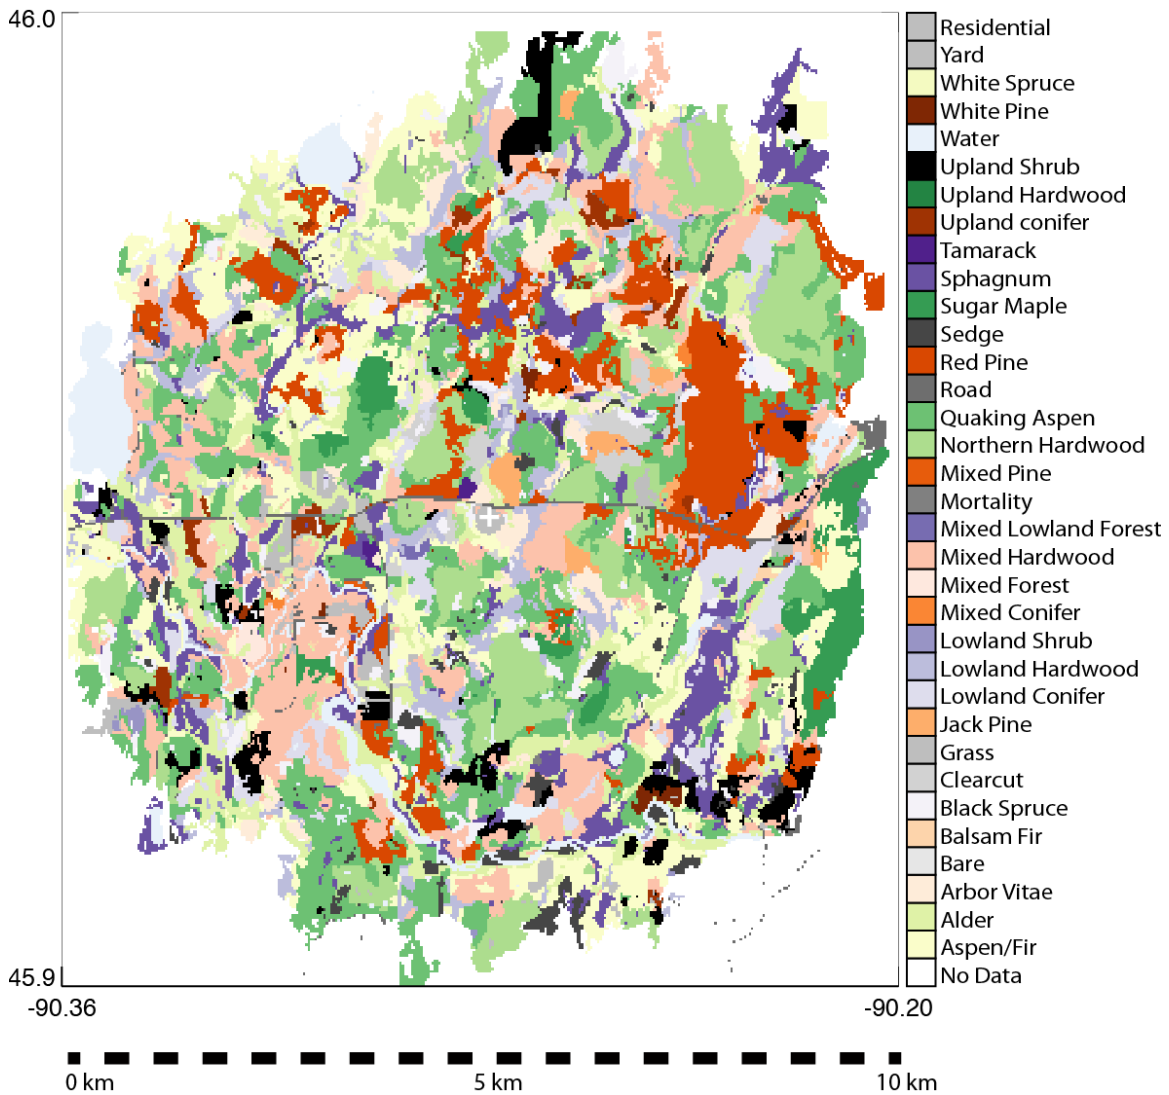 46.0
Residential
Yard
White Spruce
White Pine
Water
Upland Shrub
Upland Hardwood
Upland conifer
Tamarack
Sphagnum
Sugar Maple
Sedge
Red Pine
Road
Quaking Aspen
Northern Hardwood
Mixed Pine
Mortality
Mixed Lowland Forest
Mixed Hardwood
Mixed Forest
Mixed Conifer
Lowland Shrub
Lowland Hardwood
Lowland Conifer
Jack Pine
Grass
Clearcut
Black Spruce
Balsam Fir
Bare
Arbor Vitae
Alder
Aspen/Fir
No Data
45.9
-90.36 -90.20
0 km 5 km 10 km